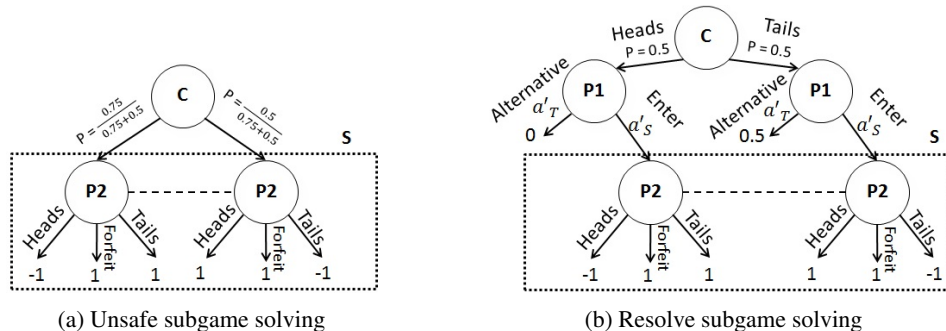 C
P = 0.75 / 0.75+0.5
P = 0.5 / 0.75+0.5
S
P2
P2
Heads
Forfeit
Tails
Heads
Forfeit
Tails
-1
1
1
1
1
-1
(a) Unsafe subgame solving
Heads
P = 0.5
C
Tails
P = 0.5
Alternative
a'T
P1
Enter
a'S
0
Alternative
a'T
P1
Enter
a'S
0.5
S
P2
P2
Heads
Forfeit
Tails
Heads
Forfeit
Tails
-1
1
1
1
1
-1
(b) Resolve subgame solving